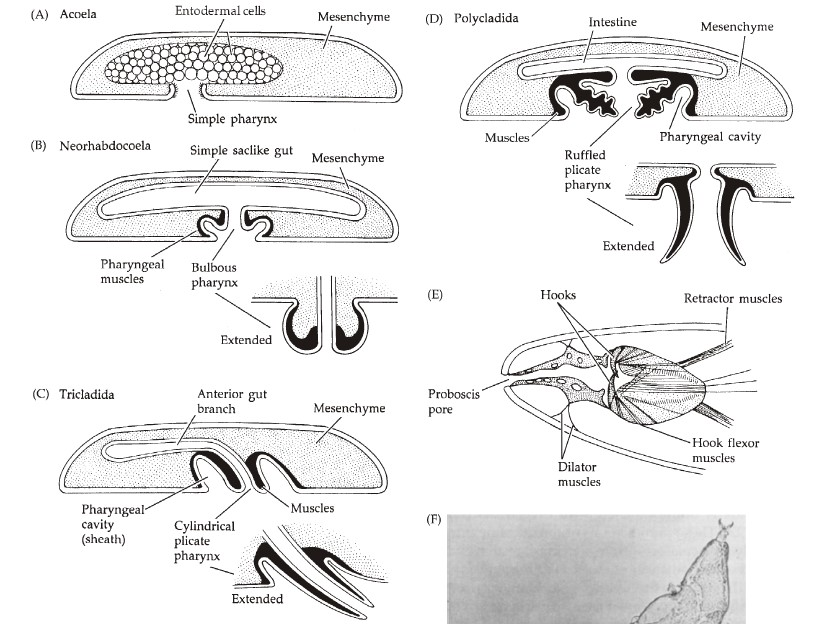 (A) Acoela
Entodermal cells
Mesenchyme
Simple pharynx
(B) Neorhabdocoela
Simple saclike gut
Mesenchyme
Pharyngeal
muscles
Bulbous
pharynx
Extended
(C) Tricladida
Anterior gut
branch
Mesenchyme
Pharyngeal
cavity
(sheath)
Cylindrical
plicate
pharynx
Muscles
Extended
(D) Polycladida
Intestine
Mesenchyme
Muscles
Pharyngeal cavity
Ruffled
plicate
pharynx
Extended
(E)
Hooks
Retractor muscles
Proboscis
pore
Hook flexor
muscles
Dilator
muscles
(F)